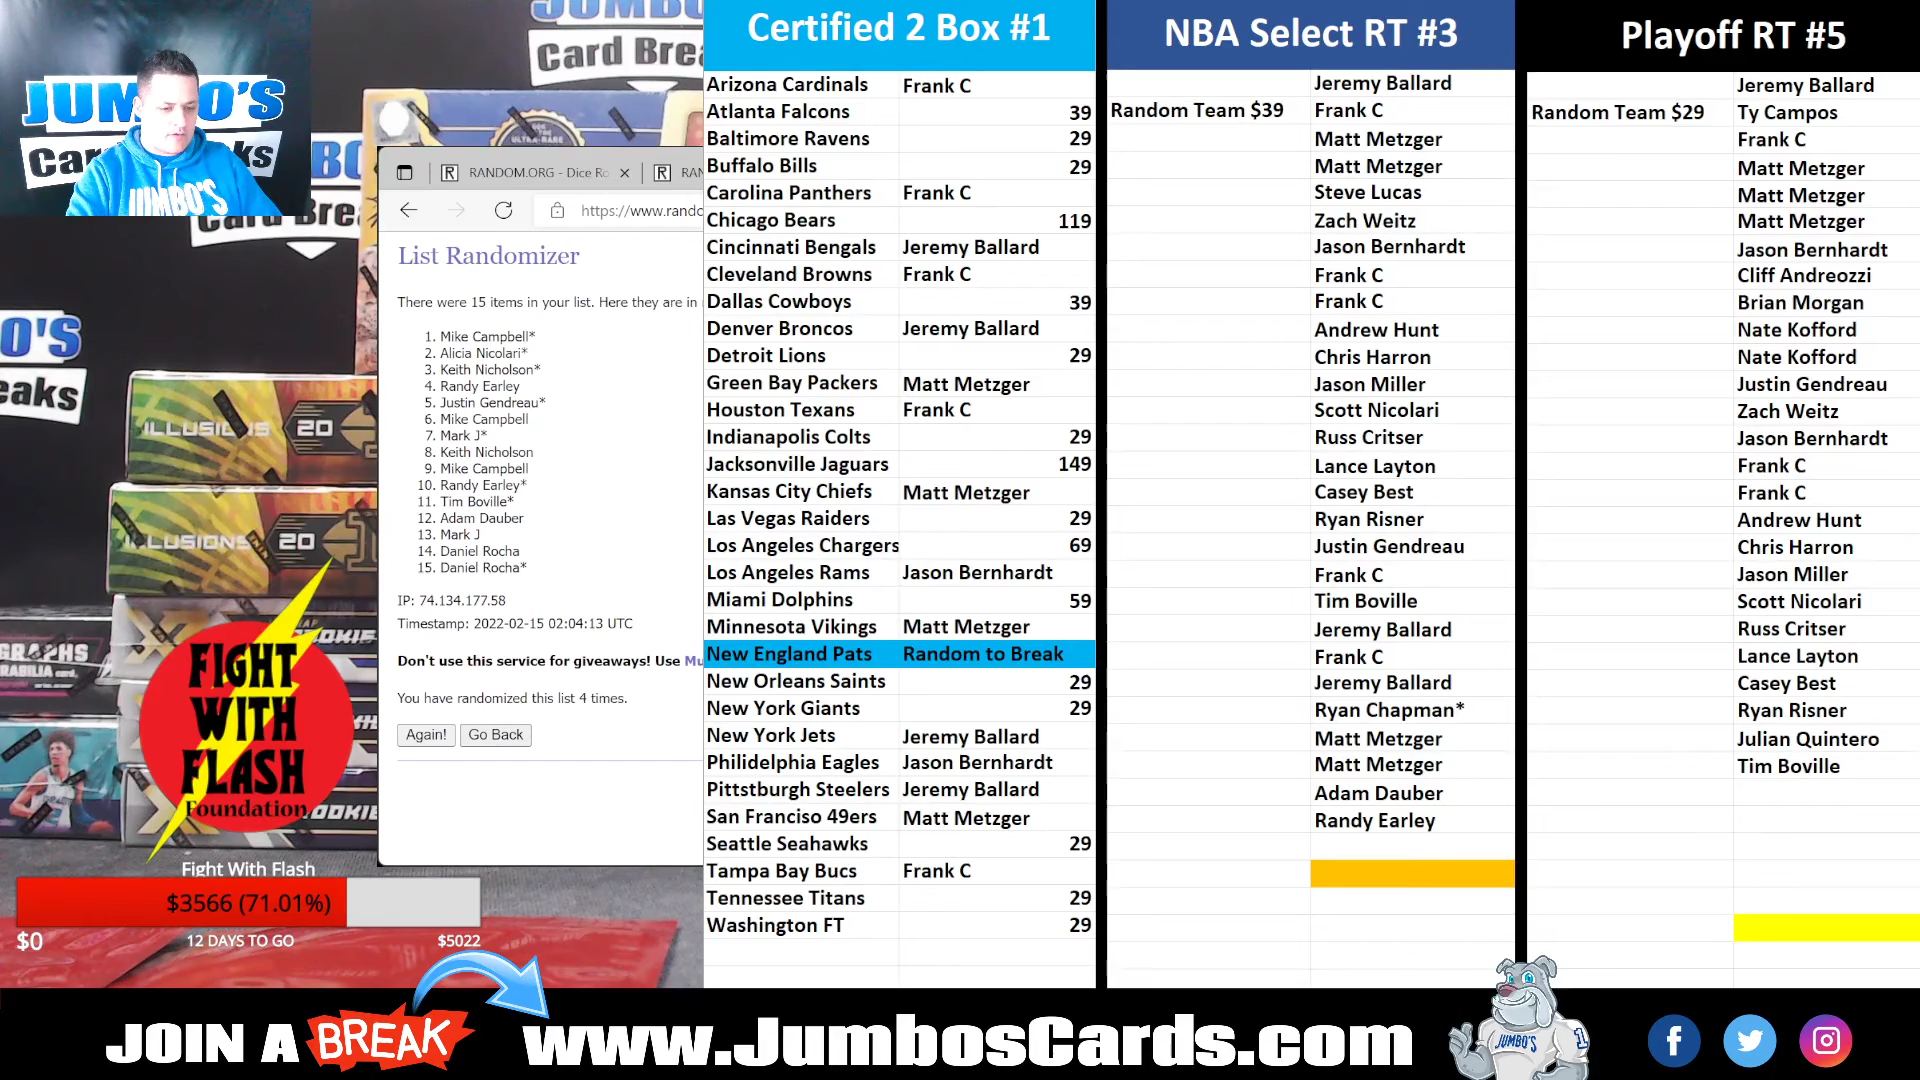 JUMBO'S
Card Breaks
JUMBO'S
Card Brea
JUMBO'S
Certified 2 Box #1
Arizona Cardinals Frank C
Atlanta Falcons 39
Baltimore Ravens 29
Buffalo Bills 29
Carolina Panthers Frank C
Chicago Bears 119
Cincinnati Bengals Jeremy Ballard
Cleveland Browns Frank C
Dallas Cowboys 39
Denver Broncos Jeremy Ballard
Detroit Lions 29
Green Bay Packers Matt Metzger
Houston Texans Frank C
Indianapolis Colts 29
Jacksonville Jaguars 149
Kansas City Chiefs Matt Metzger
Las Vegas Raiders 29
Los Angeles Chargers 69
Los Angeles Rams Jason Bernhardt
Miami Dolphins 59
Minnesota Vikings Matt Metzger
New England Pats Random to Break
New Orleans Saints 29
New York Giants 29
New York Jets Jeremy Ballard
Philidelphia Eagles Jason Bernhardt
Pittstburgh Steelers Jeremy Ballard
San Franciso 49ers Matt Metzger
Seattle Seahawks 29
Tampa Bay Bucs Frank C
Tennessee Titans 29
Washington FT 29
NBA Select RT #3
Jeremy Ballard
Random Team $39 Frank C
Matt Metzger
Matt Metzger
Steve Lucas
Zach Weitz
Jason Bernhardt
Frank C
Frank C
Andrew Hunt
Chris Harron
Jason Miller
Scott Nicolari
Russ Critser
Lance Layton
Casey Best
Ryan Risner
Justin Gendreau
Frank C
Tim Boville
Jeremy Ballard
Frank C
Jeremy Ballard
Ryan Chapman*
Matt Metzger
Matt Metzger
Adam Dauber
Randy Earley
Playoff RT #5
Jeremy Ballard
Random Team $29 Ty Campos
Frank C
Matt Metzger
Matt Metzger
Matt Metzger
Jason Bernhardt
Cliff Andreozzi
Brian Morgan
Nate Kofford
Nate Kofford
Justin Gendreau
Zach Weitz
Jason Bernhardt
Frank C
Frank C
Andrew Hunt
Chris Harron
Jason Miller
Scott Nicolari
Russ Critser
Lance Layton
Casey Best
Ryan Risner
Julian Quintero
Tim Boville
RANDOM.ORG - Dice Ro
RAN
https://www.rando
List Randomizer
There were 15 items in your list. Here they are in
1. Mike Campbell*
2. Alicia Nicolari*
3. Keith Nicholson*
4. Randy Earley
5. Justin Gendreau*
6. Mike Campbell
7. Mark J*
8. Keith Nicholson
9. Mike Campbell
10. Randy Earley*
11. Tim Boville*
12. Adam Dauber
13. Mark J
14. Daniel Rocha
15. Daniel Rocha*
IP: 74.134.177.58
Timestamp: 2022-02-15 02:04:13 UTC
Don't use this service for giveaways! Use Mu
You have randomized this list 4 times.
Again! Go Back
O'S
eaks
ILLUSIONS 20
ILLUSIONS 20
FIGHT
WITH
FLASH
Foundation
Fight With Flash
$3566 (71.01%)
$0 12 DAYS TO GO $5022
JOIN A BREAK www.JumbosCards.com
JUMBO'S
1